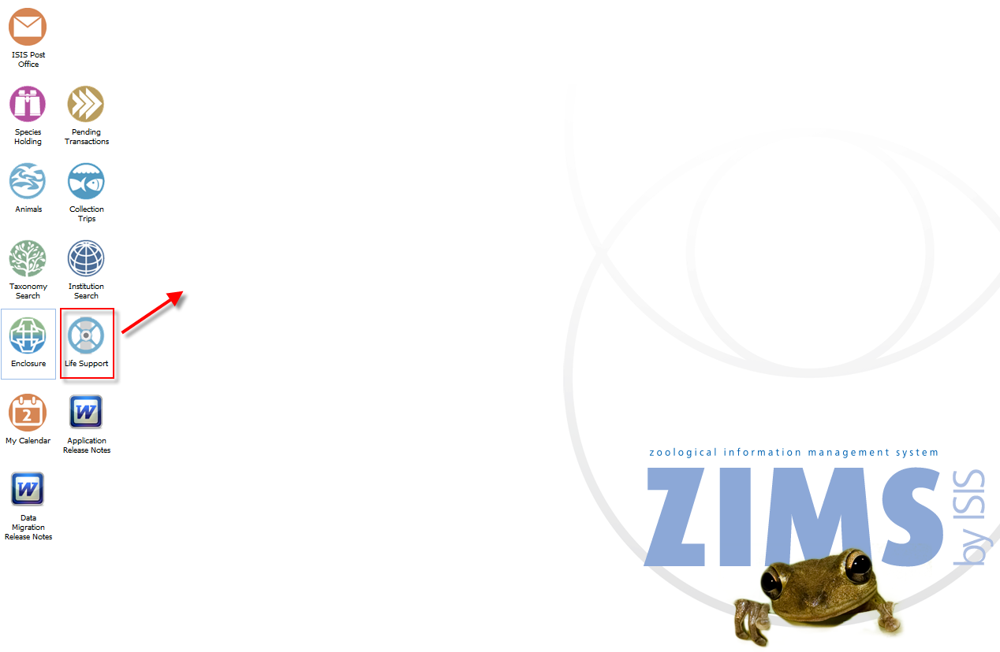 ISIS Post
Office
Species
Holding
Pending
Transactions
Animals
Collection
Trips
Taxonomy
Search
Institution
Search
Enclosure
Life Support
2
My Calendar
W
Application
Release Notes
W
Data
Migration
Release Notes
zoological information management system
ZIMS
by ISIS